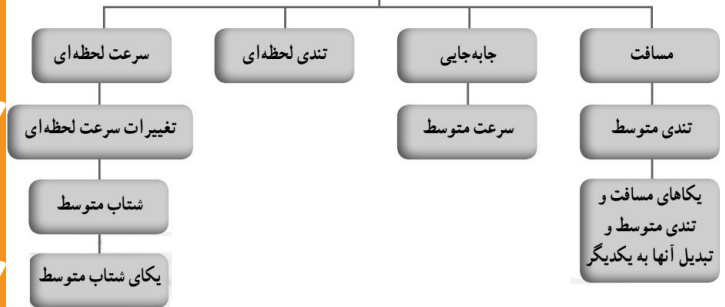 مسافت
جابه‌جایی
تندی لحظه‌ای
سرعت لحظه‌ای
تندی متوسط
سرعت متوسط
تغییرات سرعت لحظه‌ای
یکاهای مسافت و
تندی متوسط و
تبدیل آنها به یکدیگر
شتاب متوسط
یکای شتاب متوسط